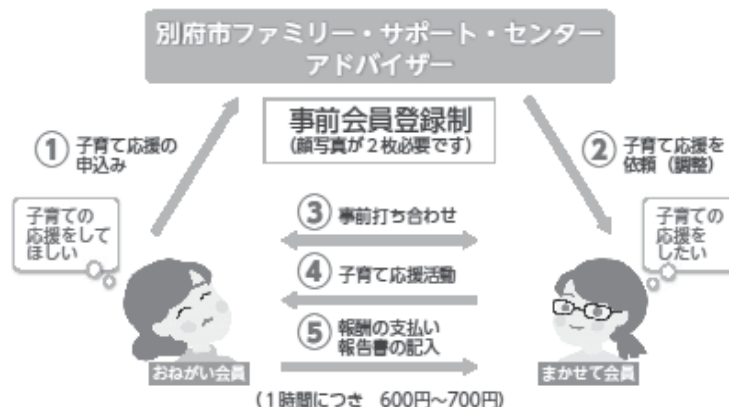 別府市ファミリー・サポート・センター
アドバイザー
事前会員登録制
(顔写真が2枚必要です)
① 子育て応援の
申込み
② 子育て応援を
依頼(調整)
子育ての
応援をして
ほしい
③ 事前打ち合わせ
子育ての
応援を
したい
④ 子育て応援活動
⑤ 報酬の支払い
報告書の記入
おねがい会員
まかせて会員
(1時間につき 600円～700円)